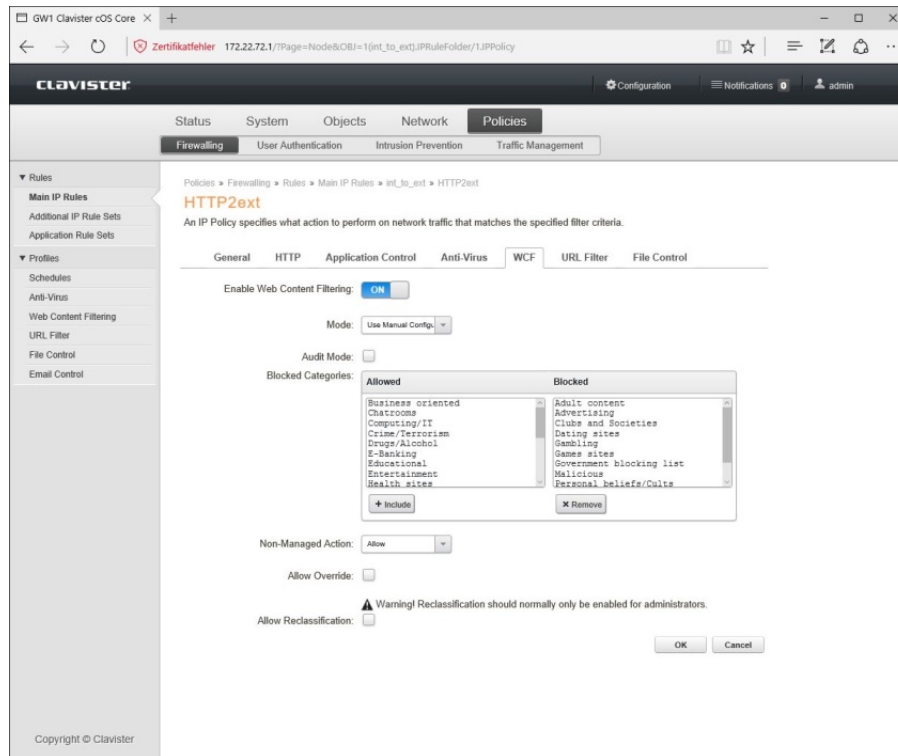 GW1 Clavister cOS Core
Zertifikatfehler 172.22.72.1/?Page=Node&OBJ=1(int_to_ext).IPRuleFolder/1.IPPolicy
CLAVISTER
Configuration Notifications 0 admin
Status System Objects Network Policies
Firewalling User Authentication Intrusion Prevention Traffic Management
Rules
Main IP Rules
Additional IP Rule Sets
Application Rule Sets
Profiles
Schedules
Anti-Virus
Web Content Filtering
URL Filter
File Control
Email Control
Policies » Firewalling » Rules » Main IP Rules » int_to_ext » HTTP2ext
HTTP2ext
An IP Policy specifies what action to perform on network traffic that matches the specified filter criteria.
General HTTP Application Control Anti-Virus WCF URL Filter File Control
Enable Web Content Filtering: ON
Mode: Use Manual Configu
Audit Mode:
Blocked Categories:
Allowed
Business oriented
Chatrooms
Computing/IT
Crime/Terrorism
Drugs/Alcohol
E-Banking
Educational
Entertainment
Health sites
+ Include
Blocked
Adult content
Advertising
Clubs and Societies
Dating sites
Gambling
Games sites
Government blocking list
Malicious
Personal beliefs/Cults
× Remove
Non-Managed Action: Allow
Allow Override:
Warning! Reclassification should normally only be enabled for administrators.
Allow Reclassification:
OK Cancel
Copyright © Clavister